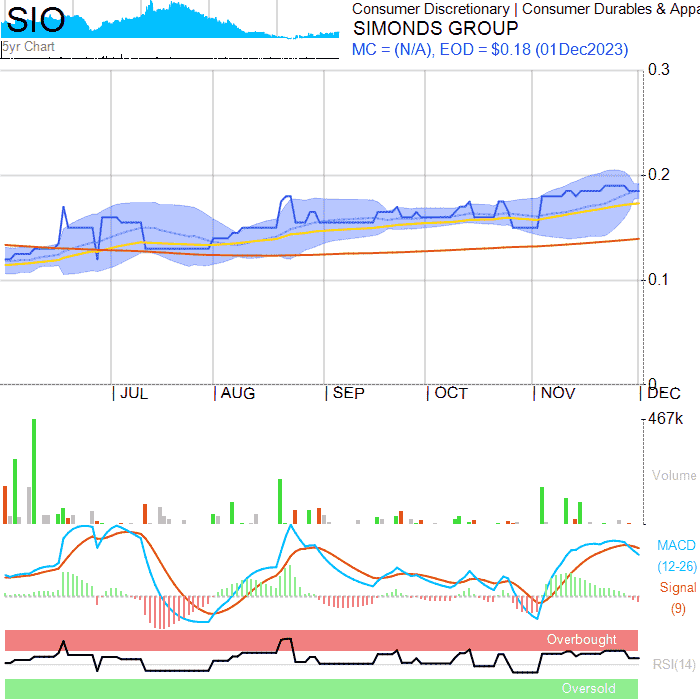 SIO
5yr Chart
Consumer Discretionary | Consumer Durables & Appa
SIMONDS GROUP
MC = (N/A), EOD = $0.18 (01Dec2023)
0.3
0.2
0.1
0
| JUL | AUG | SEP | OCT | NOV | DEC
467k
Volume
MACD
(12-26)
Signal
(9)
Overbought
RSI(14)
Oversold